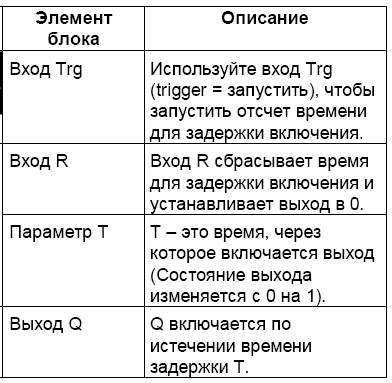 Элемент блока
Описание
Вход Trg
Используйте вход Trg
(trigger = запустить), чтобы
запустить отсчет времени
для задержки включения.
Вход R
Вход R сбрасывает время
для задержки включения и
устанавливает выход в 0.
Параметр T
T – это время, через
которое включается выход
(Состояние выхода
изменяется с 0 на 1).
Выход Q
Q включается по
истечении времени
задержки T.